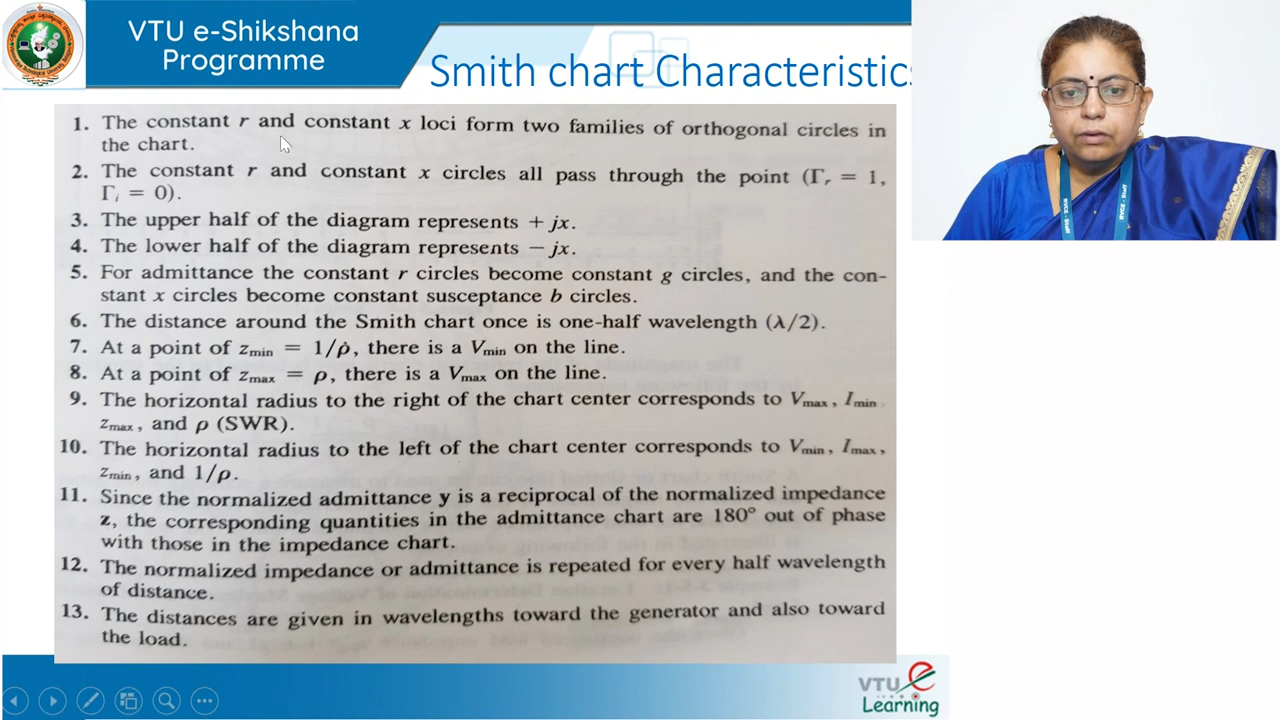 VTU e-Shikshana
Programme
Smith chart Characteristics
1. The constant r and constant x loci form two families of orthogonal circles in
the chart.
2. The constant r and constant x circles all pass through the point (Γr = 1,
Γi = 0).
3. The upper half of the diagram represents + jx.
4. The lower half of the diagram represents − jx.
5. For admittance the constant r circles become constant g circles, and the con-
stant x circles become constant susceptance b circles.
6. The distance around the Smith chart once is one-half wavelength (λ/2).
7. At a point of zmin = 1/ρ, there is a Vmin on the line.
8. At a point of zmax = ρ, there is a Vmax on the line.
9. The horizontal radius to the right of the chart center corresponds to Vmax, Imin,
zmax, and ρ (SWR).
10. The horizontal radius to the left of the chart center corresponds to Vmin, Imax,
zmin, and 1/ρ.
11. Since the normalized admittance y is a reciprocal of the normalized impedance
z, the corresponding quantities in the admittance chart are 180° out of phase
with those in the impedance chart.
12. The normalized impedance or admittance is repeated for every half wavelength
of distance.
13. The distances are given in wavelengths toward the generator and also toward
the load.
VTU e
Learning